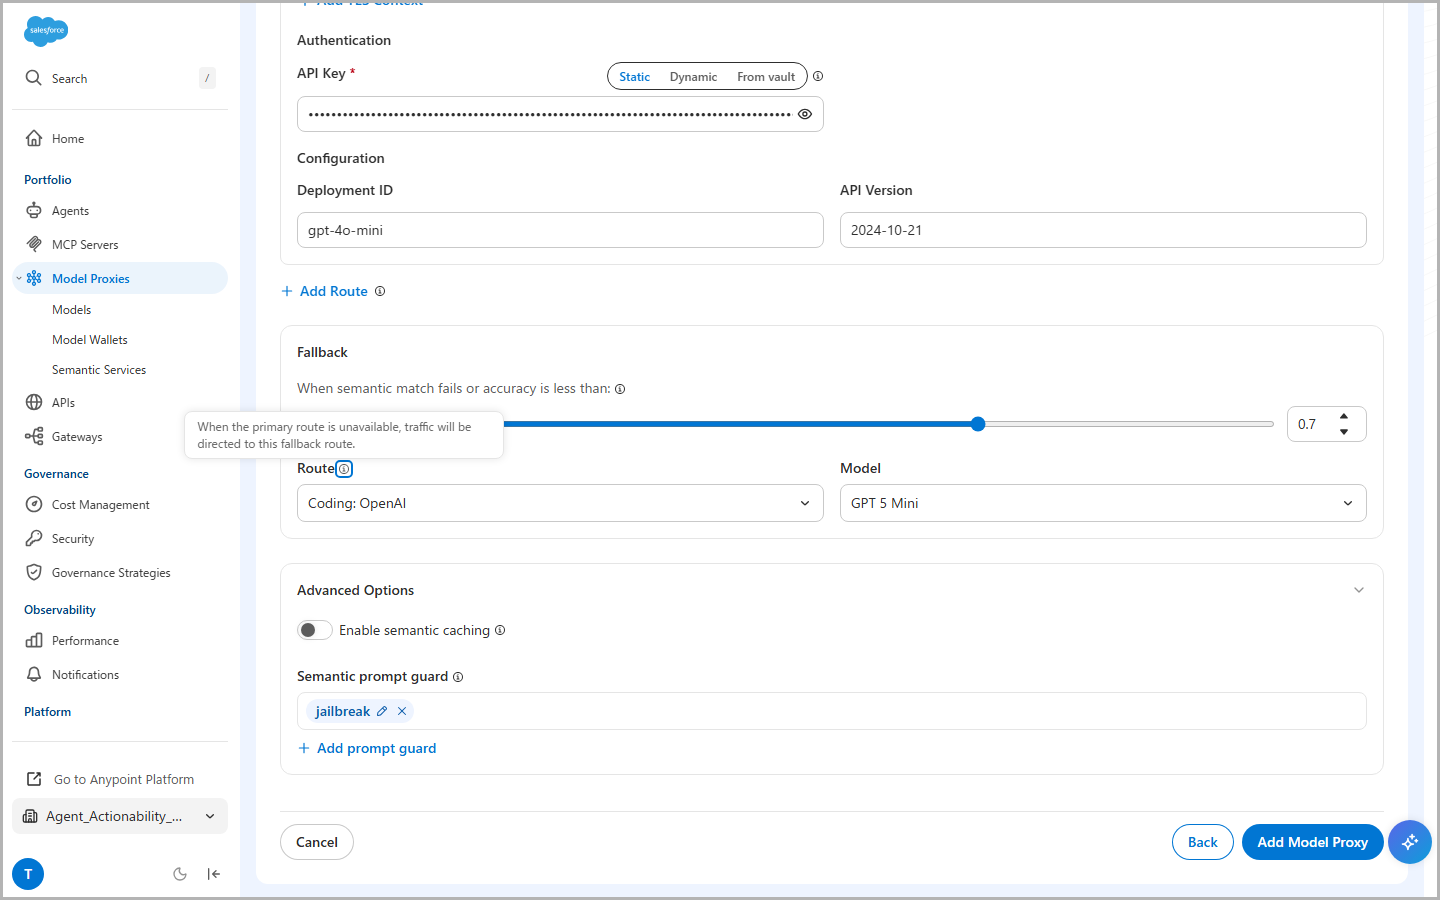 salesforce
Search
/
Home
Portfolio
Agents
MCP Servers
Model Proxies
Models
Model Wallets
Semantic Services
APIs
Gateways
Governance
Cost Management
Security
Governance Strategies
Observability
Performance
Notifications
Platform
Go to Anypoint Platform
Agent_Actionability_...
T
Add TLS Context
Authentication
API Key *
Static
Dynamic
From vault
Configuration
Deployment ID
API Version
gpt-4o-mini
2024-10-21
Add Route
Fallback
When semantic match fails or accuracy is less than:
0.7
When the primary route is unavailable, traffic will be
directed to this fallback route.
Route
Model
Coding: OpenAI
GPT 5 Mini
Advanced Options
Enable semantic caching
Semantic prompt guard
jailbreak
Add prompt guard
Cancel
Back
Add Model Proxy